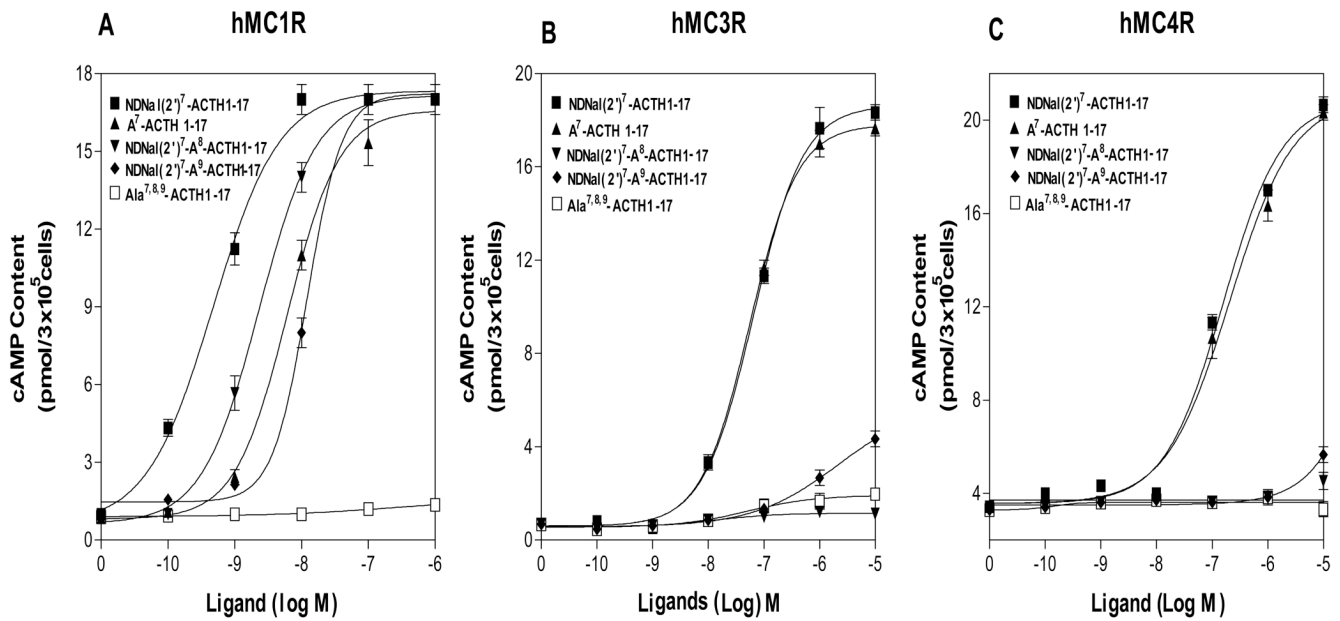 A
hMC1R
18
15
12
9
6
3
0
NDNal(2')⁷-ACTH1-17
A⁷-ACTH 1-17
NDNal(2')⁷-A⁸-ACTH1-17
NDNal(2')⁷-A⁹-ACTH1-17
Ala⁷,⁸,⁹-ACTH1-17
cAMP Content
(pmol/3x10⁵cells)
0 -10 -9 -8 -7 -6
Ligand (log M)
B
hMC3R
20
16
12
8
4
0
NDNal(2')⁷-ACTH1-17
A⁷-ACTH 1-17
NDNal(2')⁷-A⁸-ACTH1-17
NDNal(2')⁷-A⁹-ACTH1-17
Ala⁷,⁸,⁹-ACTH1-17
cAMP Content
(pmol/3x10⁵cells)
0 -10 -9 -8 -7 -6 -5
Ligands (Log) M
C
hMC4R
20
16
12
8
4
NDNal(2')⁷-ACTH1-17
A⁷-ACTH 1-17
NDNal(2')⁷-A⁸-ACTH1-17
NDNal(2')⁷-A⁹-ACTH1-17
Ala⁷,⁸,⁹-ACTH1-17
cAMP Content
(pmol/3x10⁵cells)
0 -10 -9 -8 -7 -6 -5
Ligand (Log M)